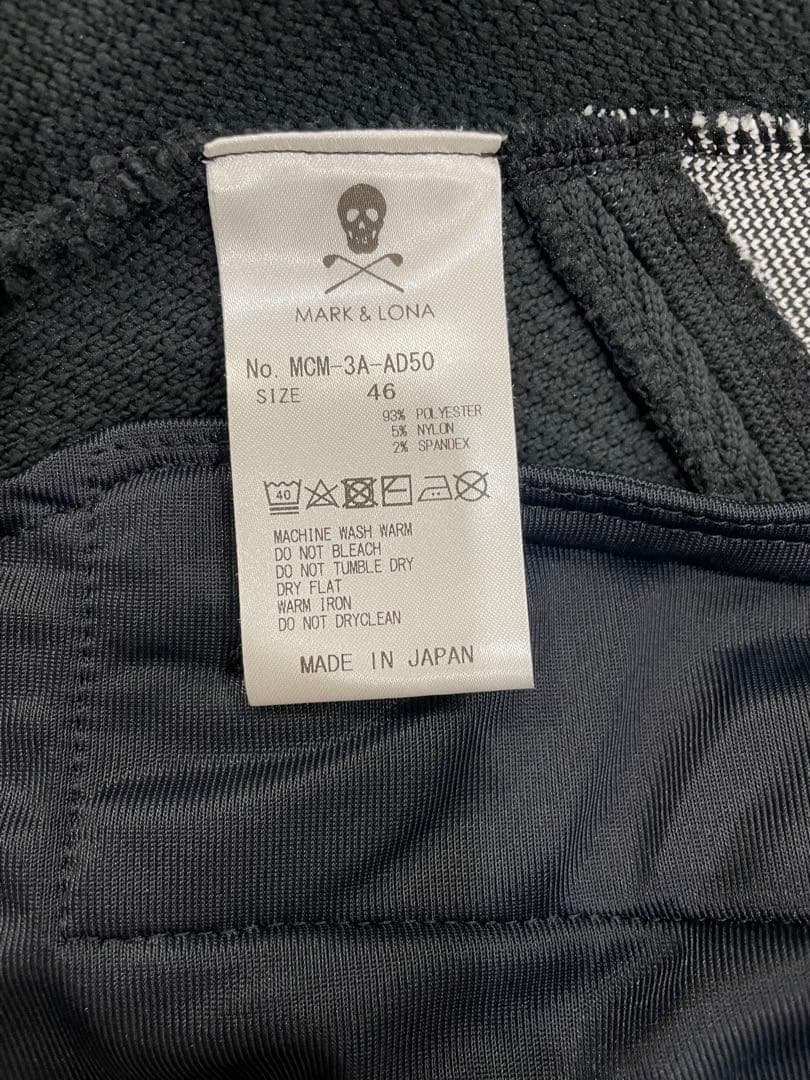 MARK & LONA
No. MCM-3A-AD50
SIZE 46
93% POLYESTER
5% NYLON
2% SPANDEX
40
MACHINE WASH WARM
DO NOT BLEACH
DO NOT TUMBLE DRY
DRY FLAT
WARM IRON
DO NOT DRYCLEAN
MADE IN JAPAN